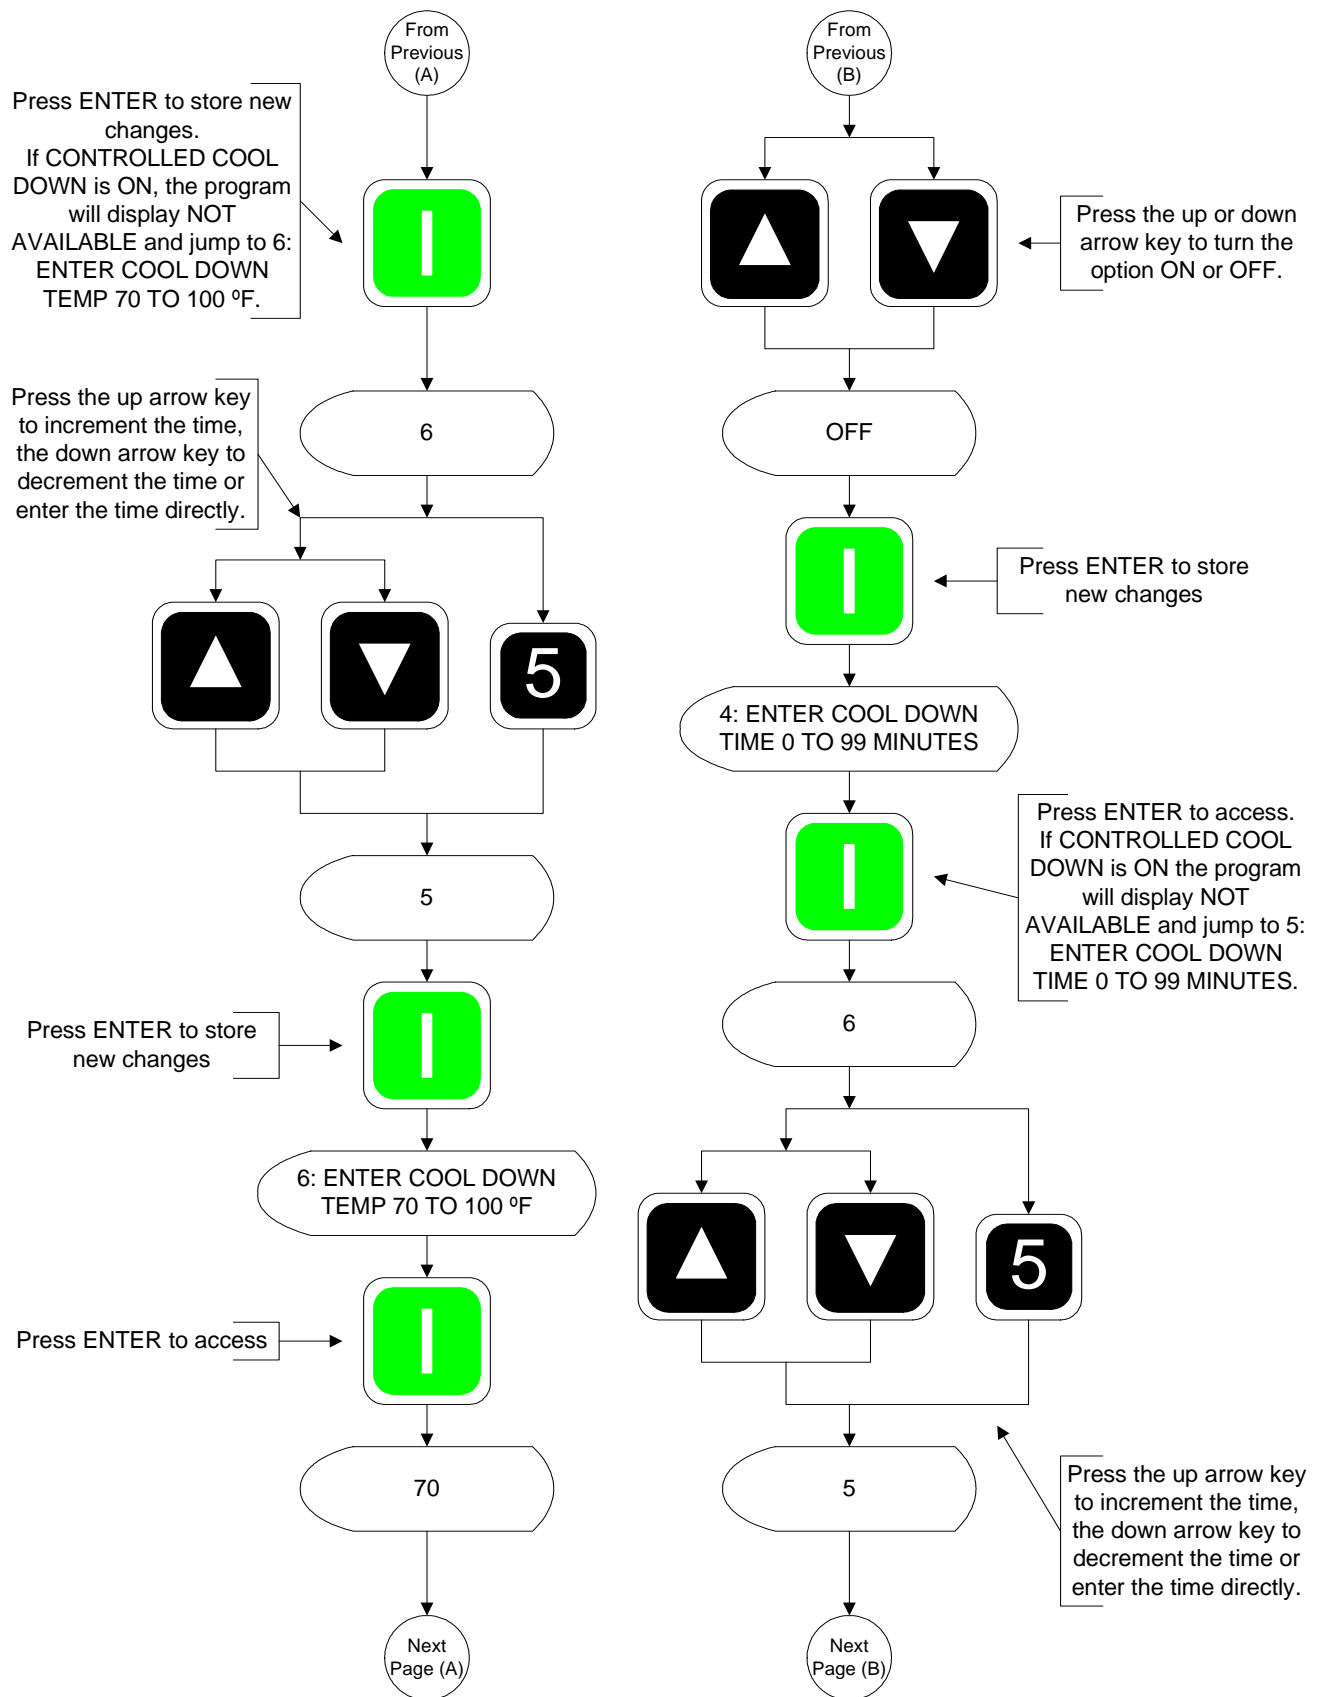 From
Previous
(A)
Press ENTER to store new
changes.
If CONTROLLED COOL
DOWN is ON, the program
will display NOT
AVAILABLE and jump to 6:
ENTER COOL DOWN
TEMP 70 TO 100 ºF.
6
Press the up arrow key
to increment the time,
the down arrow key to
decrement the time or
enter the time directly.
5
5
Press ENTER to store
new changes
6: ENTER COOL DOWN
TEMP 70 TO 100 ºF
Press ENTER to access
70
Next
Page (A)
From
Previous
(B)
Press the up or down
arrow key to turn the
option ON or OFF.
OFF
Press ENTER to store
new changes
4: ENTER COOL DOWN
TIME 0 TO 99 MINUTES
Press ENTER to access.
If CONTROLLED COOL
DOWN is ON the program
will display NOT
AVAILABLE and jump to 5:
ENTER COOL DOWN
TIME 0 TO 99 MINUTES.
6
5
5
Press the up arrow key
to increment the time,
the down arrow key to
decrement the time or
enter the time directly.
Next
Page (B)